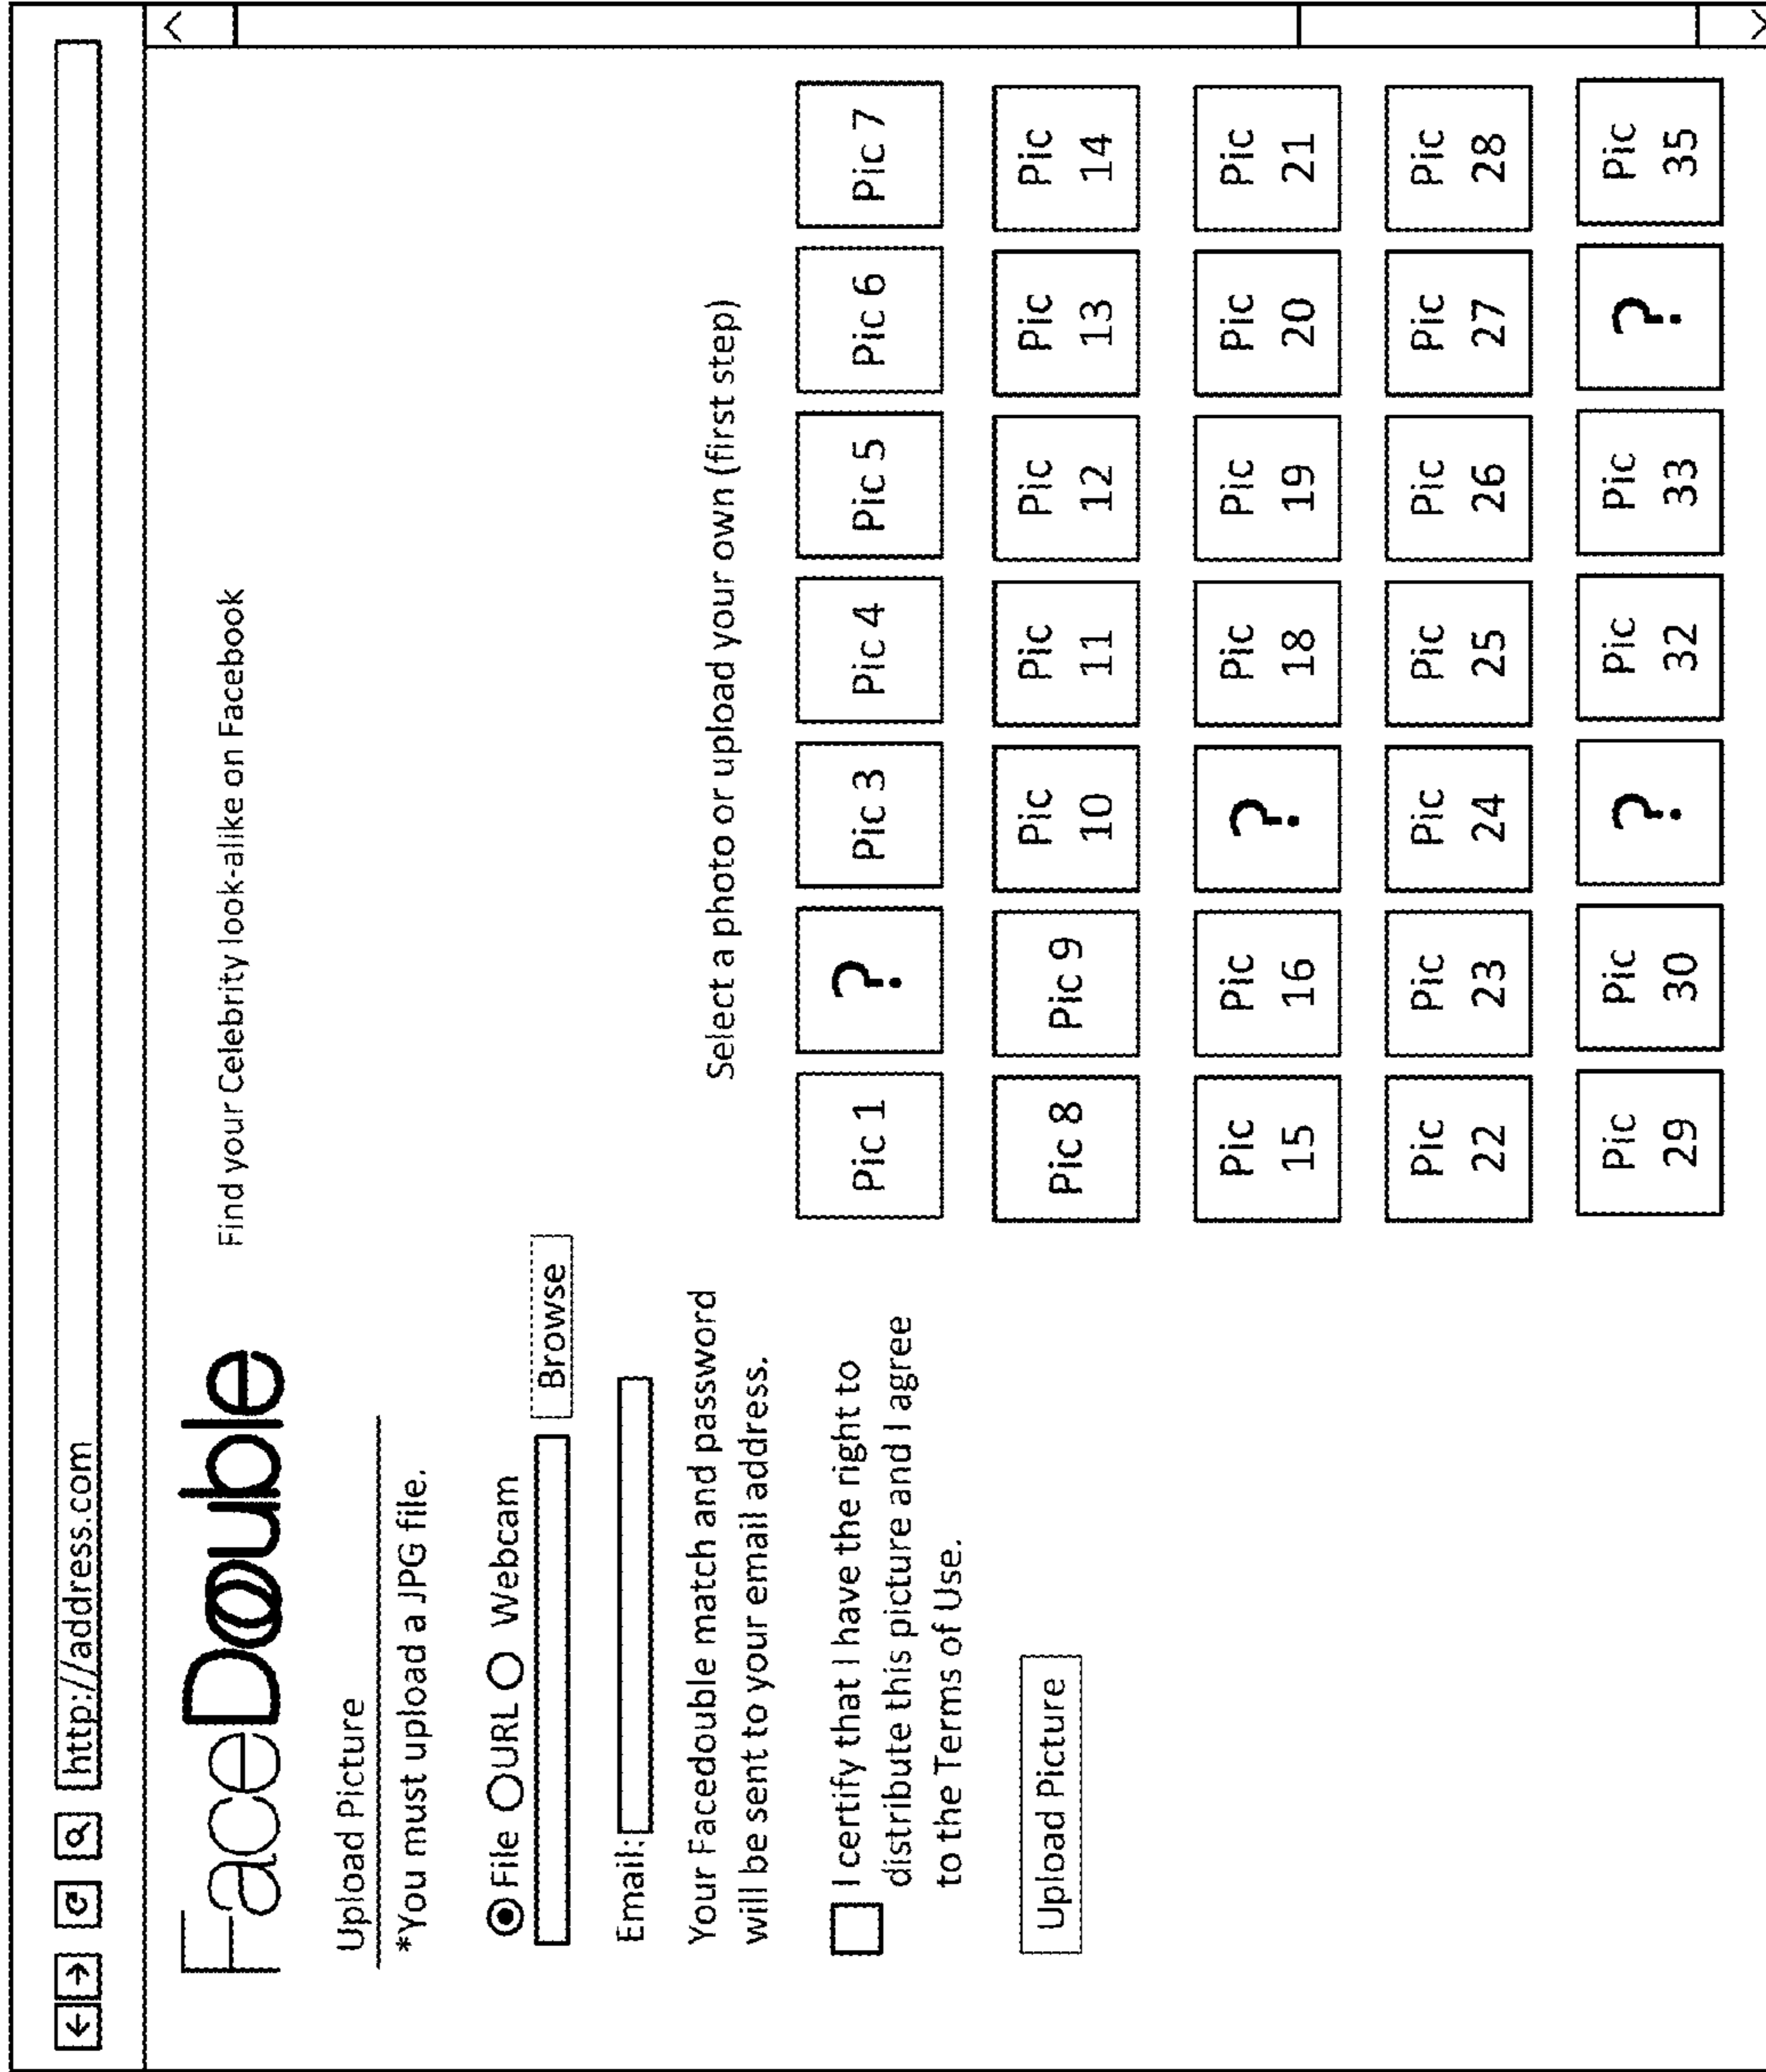 http://address.com
FaceDouble
Find your Celebrity look-alike on Facebook
Upload Picture
*You must upload a JPG file.
File URL Webcam
Browse
Email:
Your Facedouble match and password
will be sent to your email address.
I certify that I have the right to
distribute this picture and I agree
to the Terms of Use.
Upload Picture
Select a photo or upload your own (first step)
Pic 1 ? Pic 3 Pic 4 Pic 5 Pic 6 Pic 7
Pic 8 Pic 9 Pic 10 Pic 11 Pic 12 Pic 13 Pic 14
Pic 15 Pic 16 ? Pic 18 Pic 19 Pic 20 Pic 21
Pic 22 Pic 23 Pic 24 Pic 25 Pic 26 Pic 27 Pic 28
Pic 29 Pic 30 ? Pic 32 Pic 33 ? Pic 35